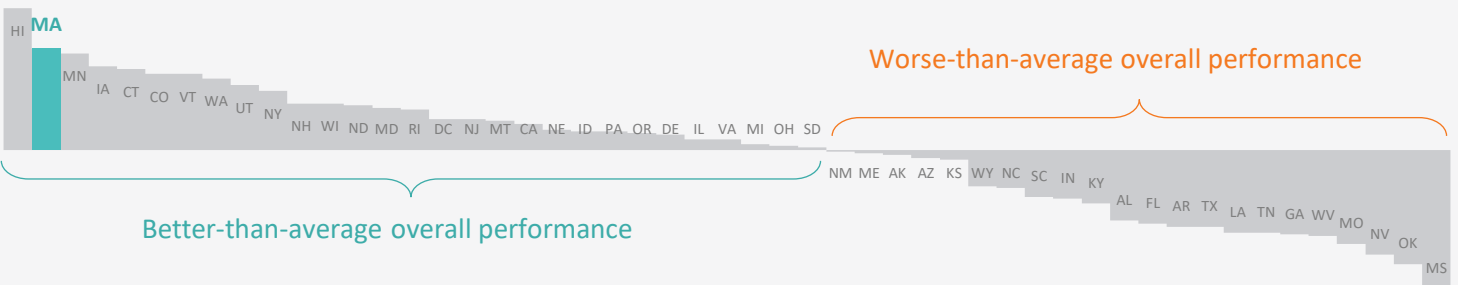 HI MA MN IA CT CO VT WA UT NY NH WI ND MD RI DC NJ MT CA NE ID PA OR DE IL VA MI OH SD
Worse-than-average overall performance
NM ME AK AZ KS WY NC SC IN KY AL FL AR TX LA TN GA WV MO NV OK MS
Better-than-average overall performance